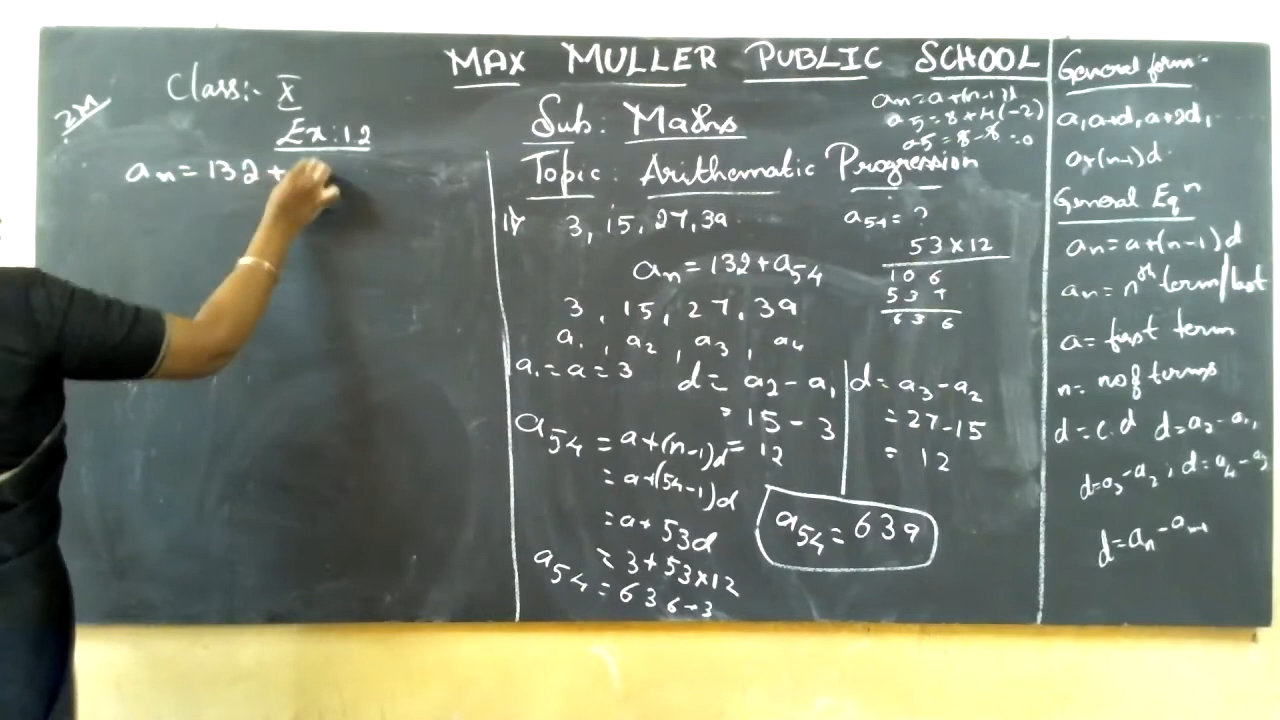 2M
Class:- X
Ex:1.2
an = 132 +
MAX MULLER PUBLIC SCHOOL
Sub: Maths
Topic: Arithematic Progression
an = a+(n-1)d
a5 = 8 + 4(-2)
a5 = 8 - 8 = 0
1) 3, 15, 27, 39 a54 = ?
an = 132 + a54
3, 15, 27, 39
a1, a2, a3, a4
53 x 12
106
53+
636
a1 = a = 3
d = a2 - a1
= 15 - 3
= 12
d = a3 - a2
= 27 - 15
= 12
a54 = a+(n-1)d
= a+(54-1)d
= a+ 53d
= 3 + 53x12
a54 = 636+3
a54 = 639
General form:-
a, a+d, a+2d,
a+(n-1)d.
General Eqn
an = a+(n-1)d
an = nth term/last
a = first term
n = no of terms
d = c.d d = a2 - a1,
d = a3 - a2, d = a4 - a3
d = an - an-1